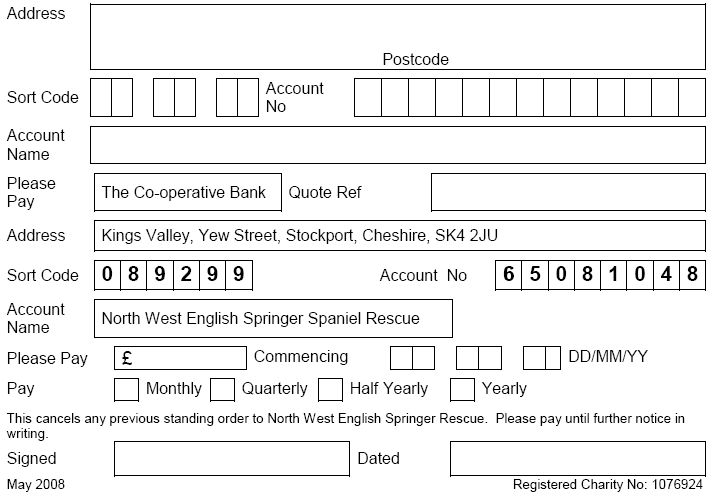 Address
Postcode
Sort Code Account No
Account Name
Please Pay The Co-operative Bank Quote Ref
Address Kings Valley, Yew Street, Stockport, Cheshire, SK4 2JU
Sort Code 0 8 9 2 9 9 Account No 6 5 0 8 1 0 4 8
Account Name North West English Springer Spaniel Rescue
Please Pay £ Commencing DD/MM/YY
Pay Monthly Quarterly Half Yearly Yearly
This cancels any previous standing order to North West English Springer Rescue. Please pay until further notice in
writing.
Signed Dated
May 2008 Registered Charity No: 1076924